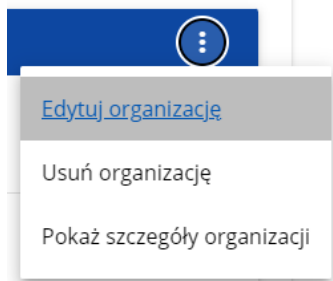 Edytuj organizację
Usuń organizację
Pokaż szczegóły organizacji